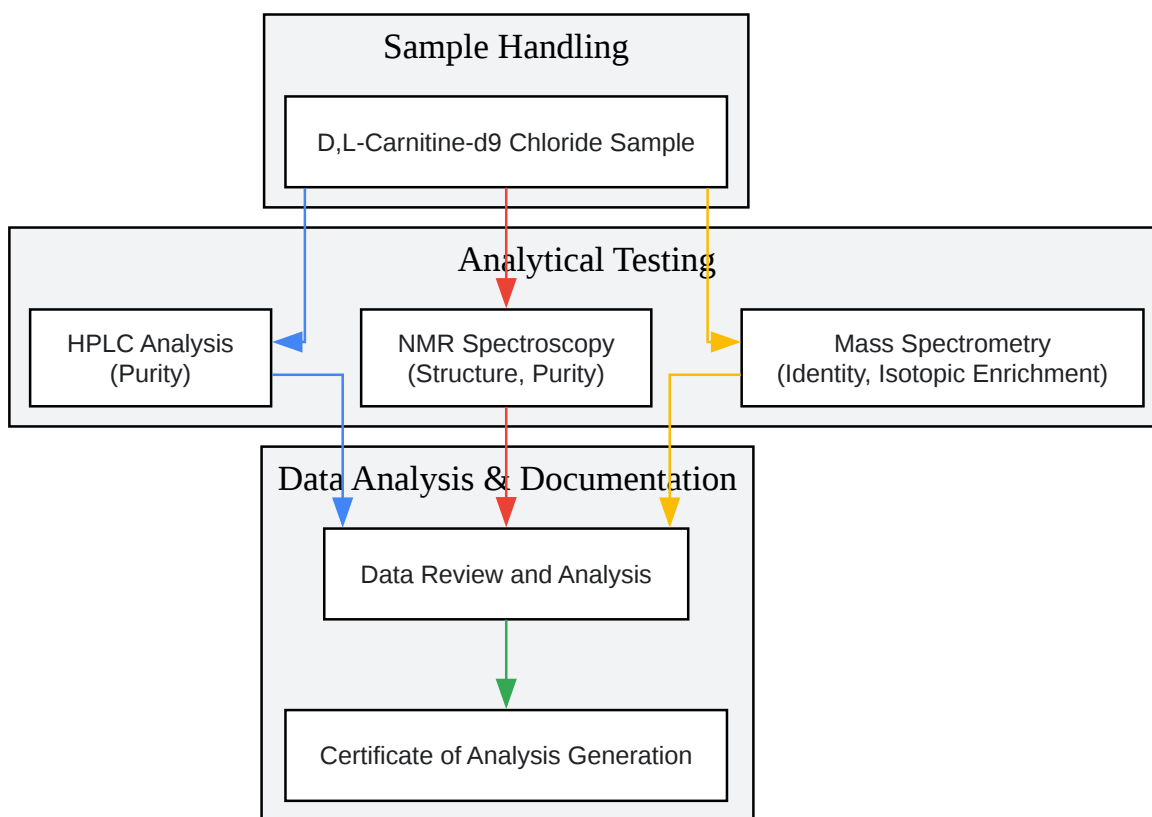 Sample Handling
D,L-Carnitine-d9 Chloride Sample
Analytical Testing
HPLC Analysis
(Purity)
NMR Spectroscopy
(Structure, Purity)
Mass Spectrometry
(Identity, Isotopic Enrichment)
Data Analysis & Documentation
Data Review and Analysis
Certificate of Analysis Generation